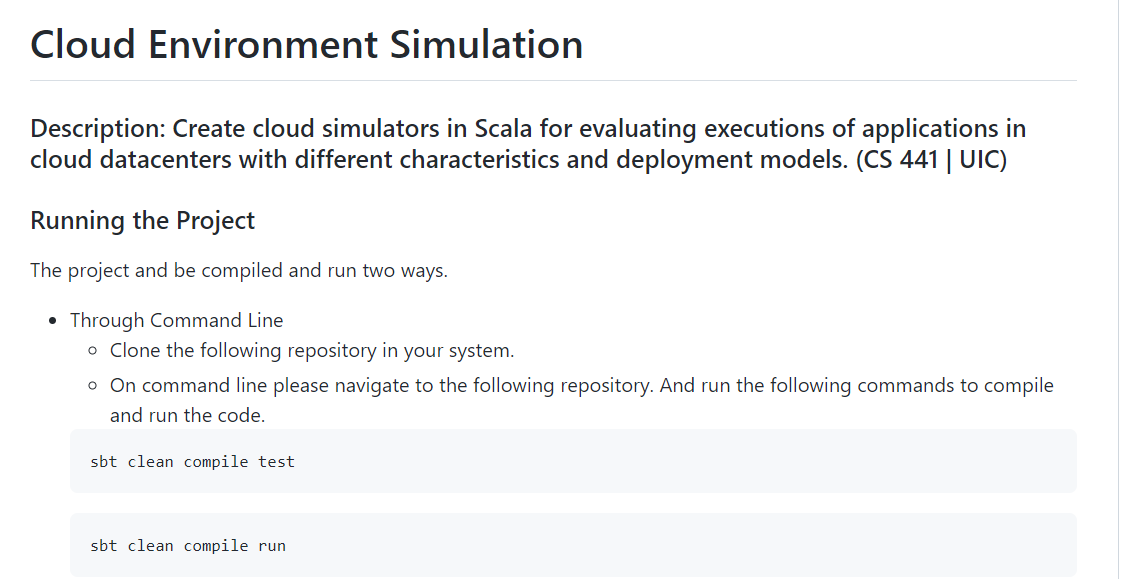 Cloud Environment Simulation
Description: Create cloud simulators in Scala for evaluating executions of applications in
cloud datacenters with different characteristics and deployment models. (CS 441 | UIC)
Running the Project
The project and be compiled and run two ways.
Through Command Line
Clone the following repository in your system.
On command line please navigate to the following repository. And run the following commands to compile
and run the code.
sbt clean compile test
sbt clean compile run